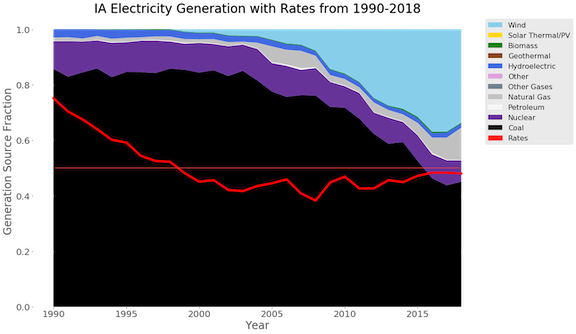 IA Electricity Generation with Rates from 1990-2018
1.0
0.8
0.6
0.4
0.2
0.0
Generation Source Fraction
1990
1995
2000
2005
2010
2015
Year
Wind
Solar Thermal/PV
Biomass
Geothermal
Hydroelectric
Other
Other Gases
Natural Gas
Petroleum
Nuclear
Coal
Rates